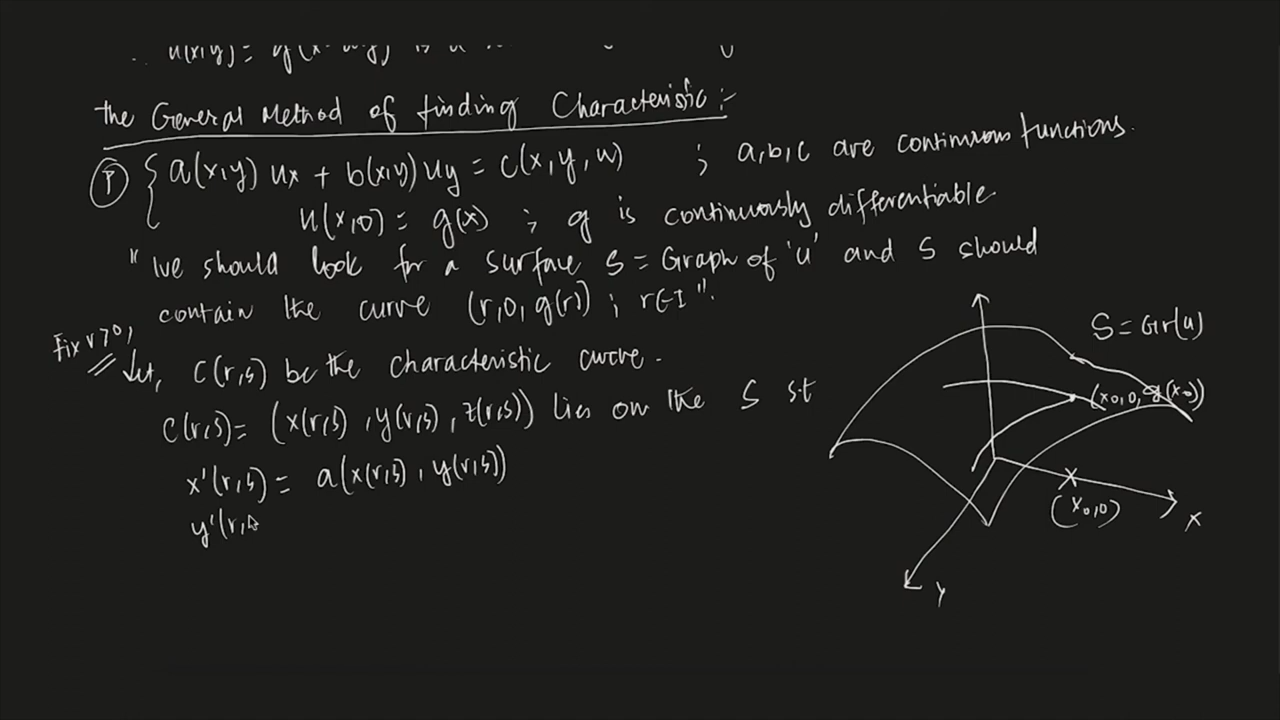 the General Method of finding Characteristic :-
(P) { a(x,y) ux + b(x,y) uy = c(x,y,u) ; a,b,c are continuous functions.
u(x,0) = g(x) ; g is continuously differentiable
"We should look for a surface S = Graph of 'u' and S should
contain the curve (r,0,g(r)) ; r∈I".
Fix r>0,
Let, C(r,s) be the characteristic curve.
C(r,s) = (x(r,s), y(r,s), z(r,s)) lies on the S s.t
x'(r,s) = a(x(r,s), y(r,s))
y'(r,s
S = Gr(u)
(x0,0,g(x0))
(x0,0)
x
y